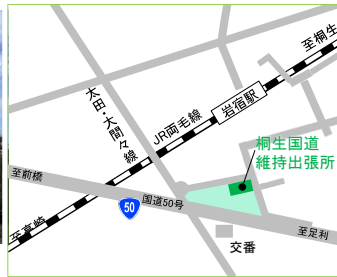 至桐生
岩宿駅
JR両毛線
太田・大間々線
桐生国道
維持出張所
至前橋
国道50号
50
至高崎
交番
至足利